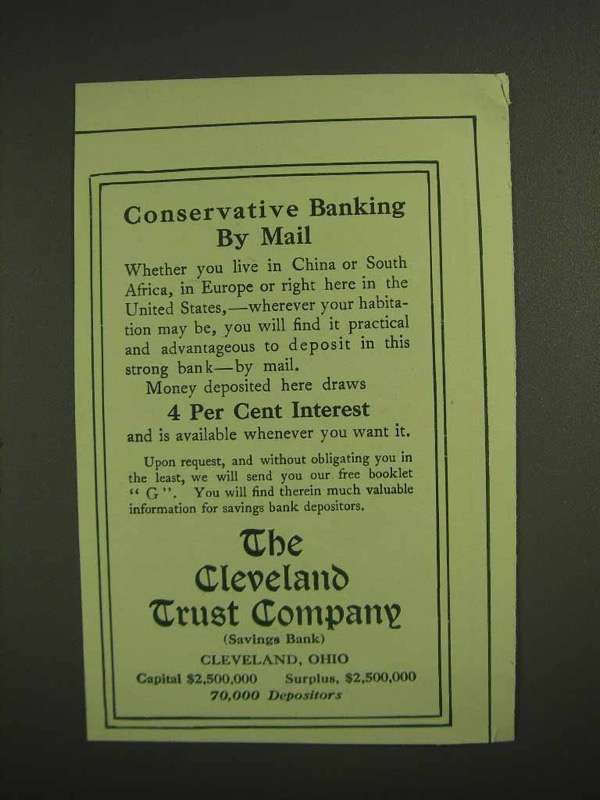 Conservative Banking
By Mail
Whether you live in China or South
Africa, in Europe or right here in the
United States,—wherever your habita-
tion may be, you will find it practical
and advantageous to deposit in this
strong bank—by mail.
Money deposited here draws
4 Per Cent Interest
and is available whenever you want it.
Upon request, and without obligating you in
the least, we will send you our free booklet
“ G ”. You will find therein much valuable
information for savings bank depositors.
The
Cleveland
Trust Company
(Savings Bank)
CLEVELAND, OHIO
Capital $2,500,000 Surplus, $2,500,000
70,000 Depositors